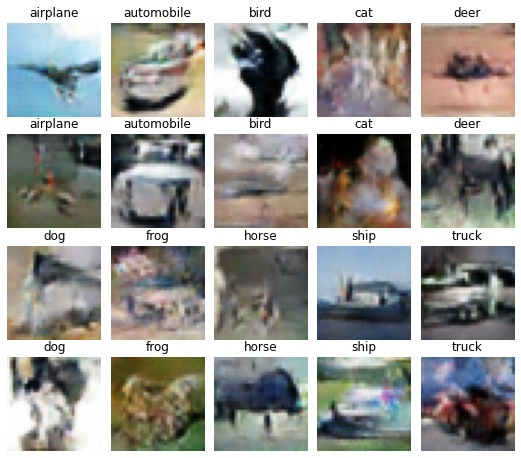 airplane automobile bird cat deer
airplane automobile bird cat deer
dog frog horse ship truck
dog frog horse ship truck